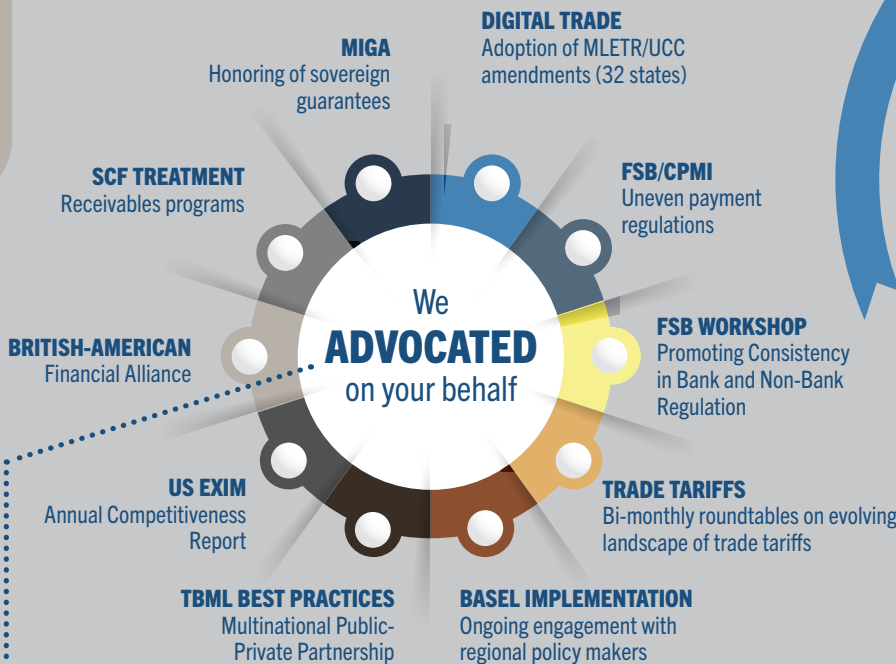 DIGITAL TRADE
Adoption of MLETR/UCC
amendments (32 states)
MIGA
Honoring of sovereign
guarantees
SCF TREATMENT
Receivables programs
FSB/CPMI
Uneven payment
regulations
We
ADVOCATED
on your behalf
BRITISH-AMERICAN
Financial Alliance
FSB WORKSHOP
Promoting Consistency
in Bank and Non-Bank
Regulation
US EXIM
Annual Competitiveness
Report
TRADE TARIFFS
Bi-monthly roundtables on evolving
landscape of trade tariffs
TBML BEST PRACTICES
Multinational Public-
Private Partnership
BASEL IMPLEMENTATION
Ongoing engagement with
regional policy makers